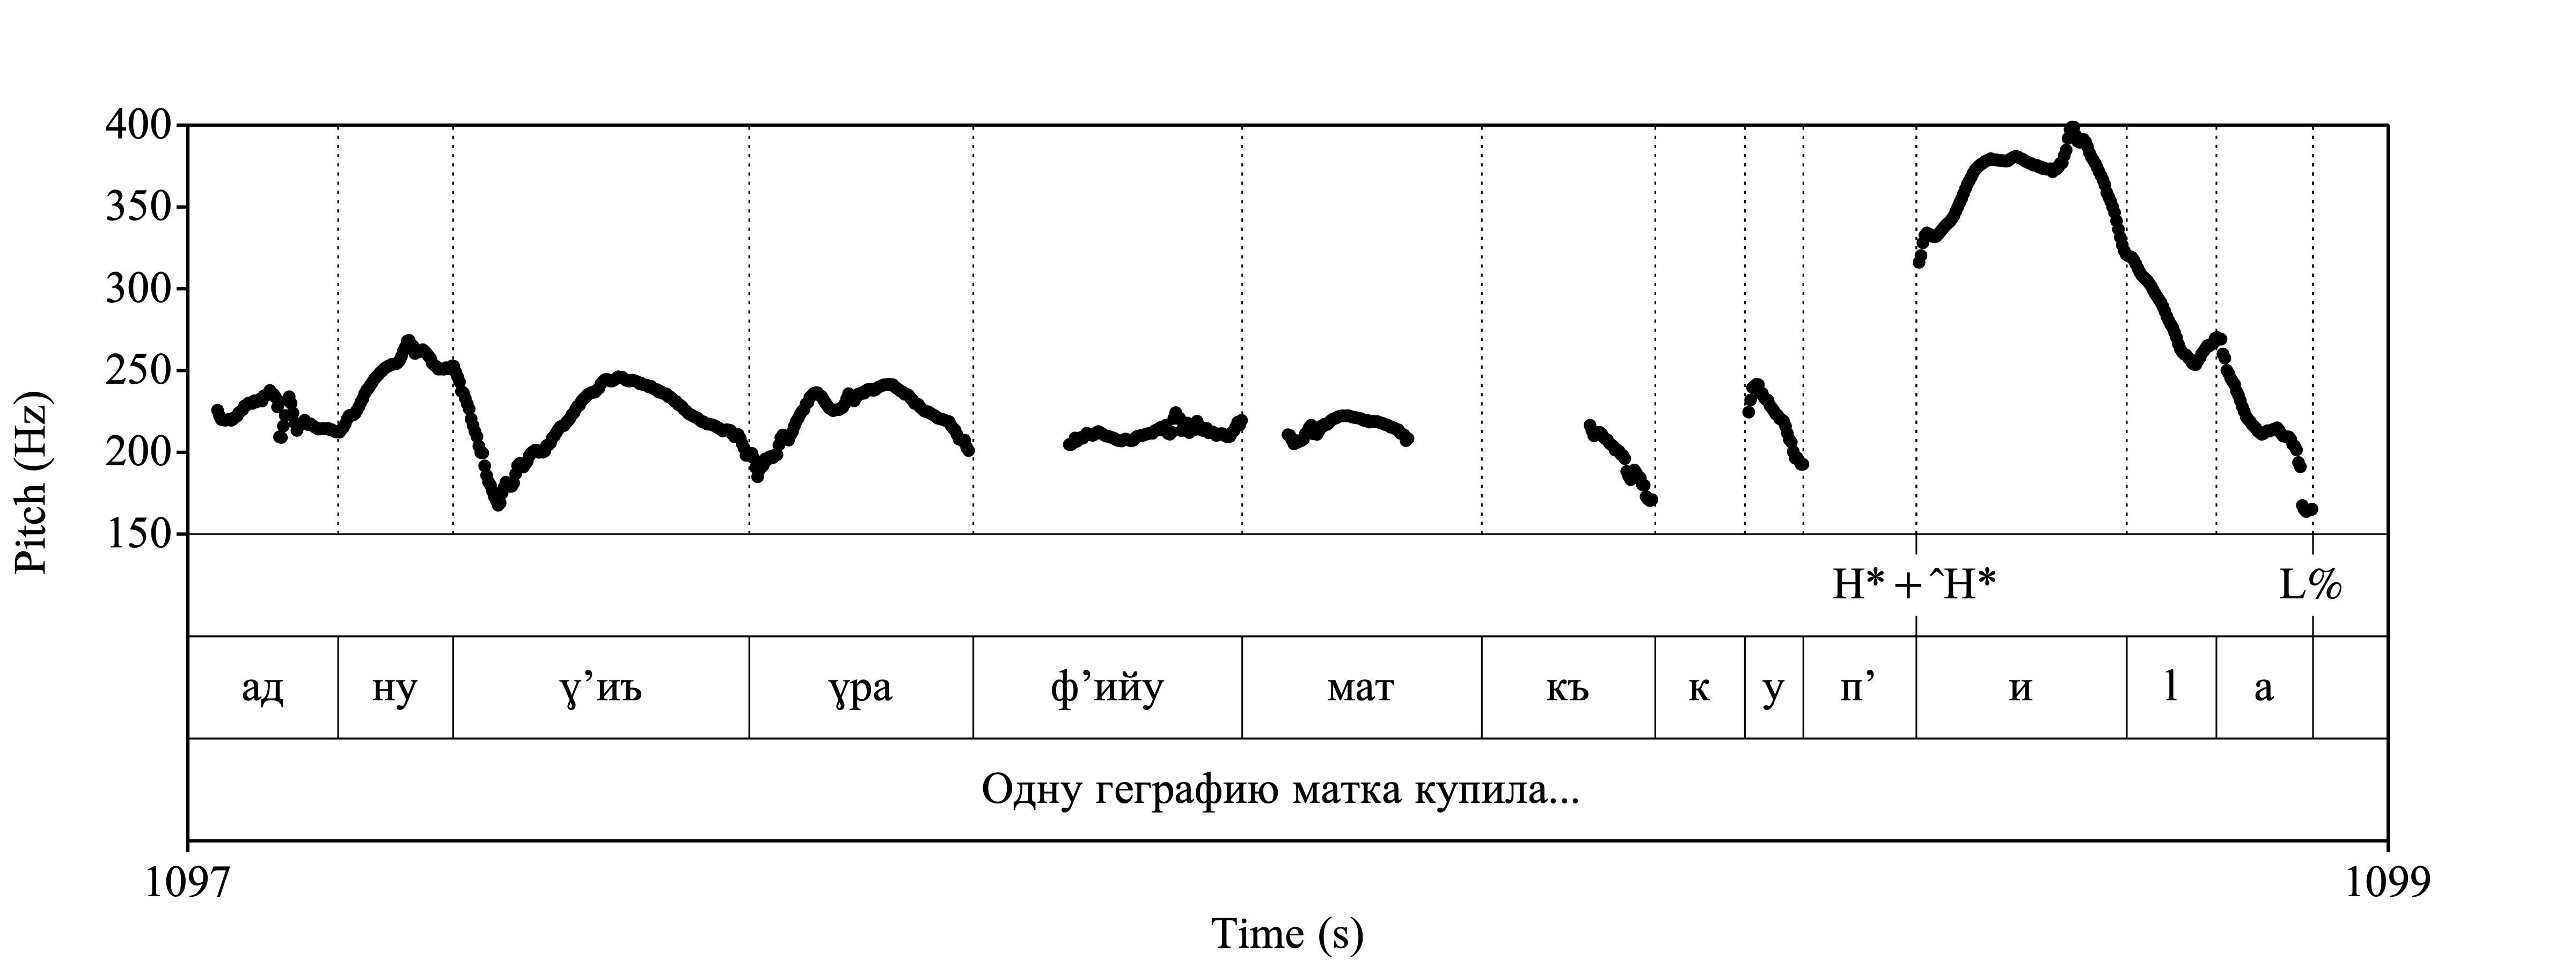 400
350
300
250
200
150
Pitch (Hz)
H* + ˆH* L%
ад ну ɣ’иъ ɣра ф’ийу мат къ к у п’ и l а
Одну геграфию матка купила...
1097 1099
Time (s)